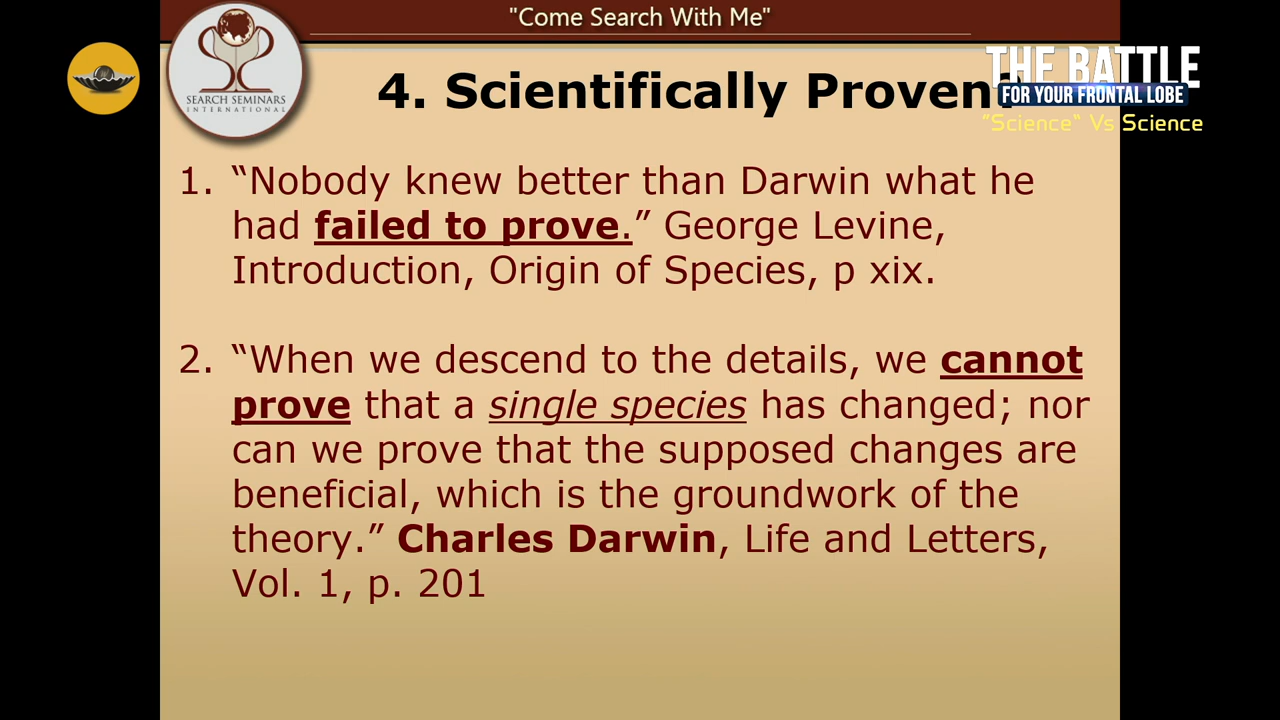 "Come Search With Me"
SEARCH SEMINARS
INTERNATIONAL
THE BATTLE
FOR YOUR FRONTAL LOBE
"Science" Vs Science
4. Scientifically Proven?
1. “Nobody knew better than Darwin what he
had failed to prove.” George Levine,
Introduction, Origin of Species, p xix.
2. “When we descend to the details, we cannot
prove that a single species has changed; nor
can we prove that the supposed changes are
beneficial, which is the groundwork of the
theory.” Charles Darwin, Life and Letters,
Vol. 1, p. 201